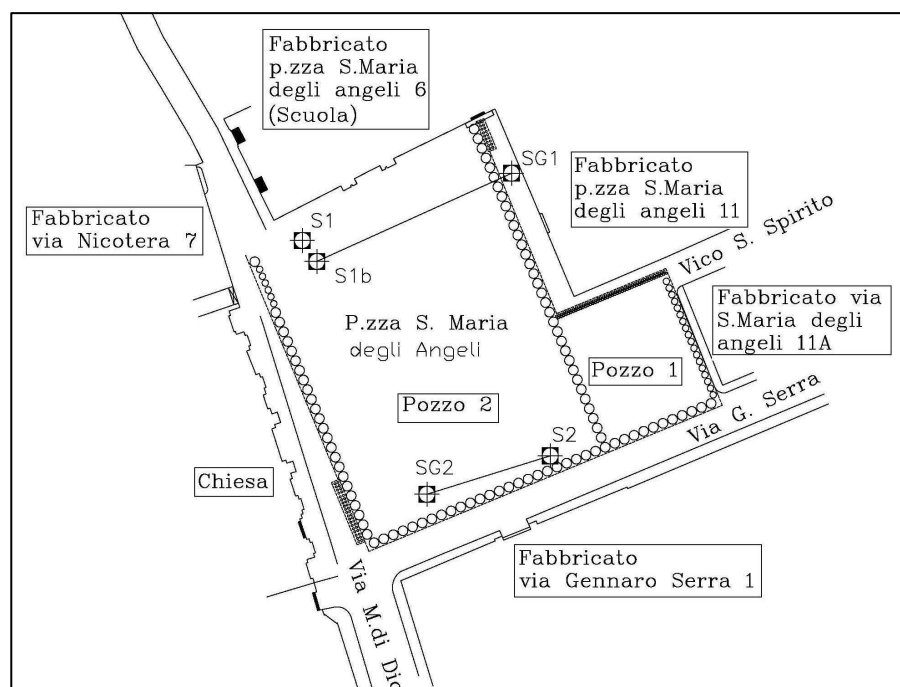 Fabbricato
p.zza S.Maria
degli angeli 6
(Scuola)
SG1
Fabbricato
p.zza S.Maria
degli angeli 11
Fabbricato
via Nicotera 7
S1
S1b
Vico S. Spirito
Fabbricato via
S.Maria degli
angeli 11A
P.zza S. Maria
degli Angeli
Pozzo 1
Pozzo 2
Via G. Serra
S2
SG2
Chiesa
Fabbricato
via Gennaro Serra 1
Via M.di Dio